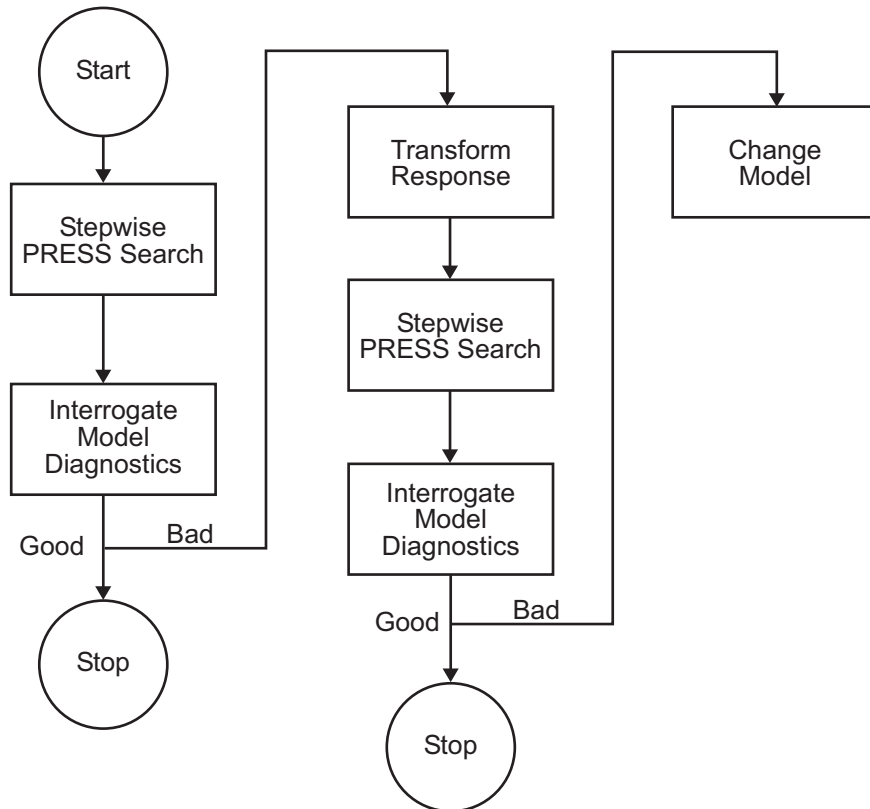 Start
Stepwise
PRESS Search
Interrogate
Model
Diagnostics
Good
Bad
Stop
Transform
Response
Stepwise
PRESS Search
Interrogate
Model
Diagnostics
Good
Bad
Stop
Change
Model